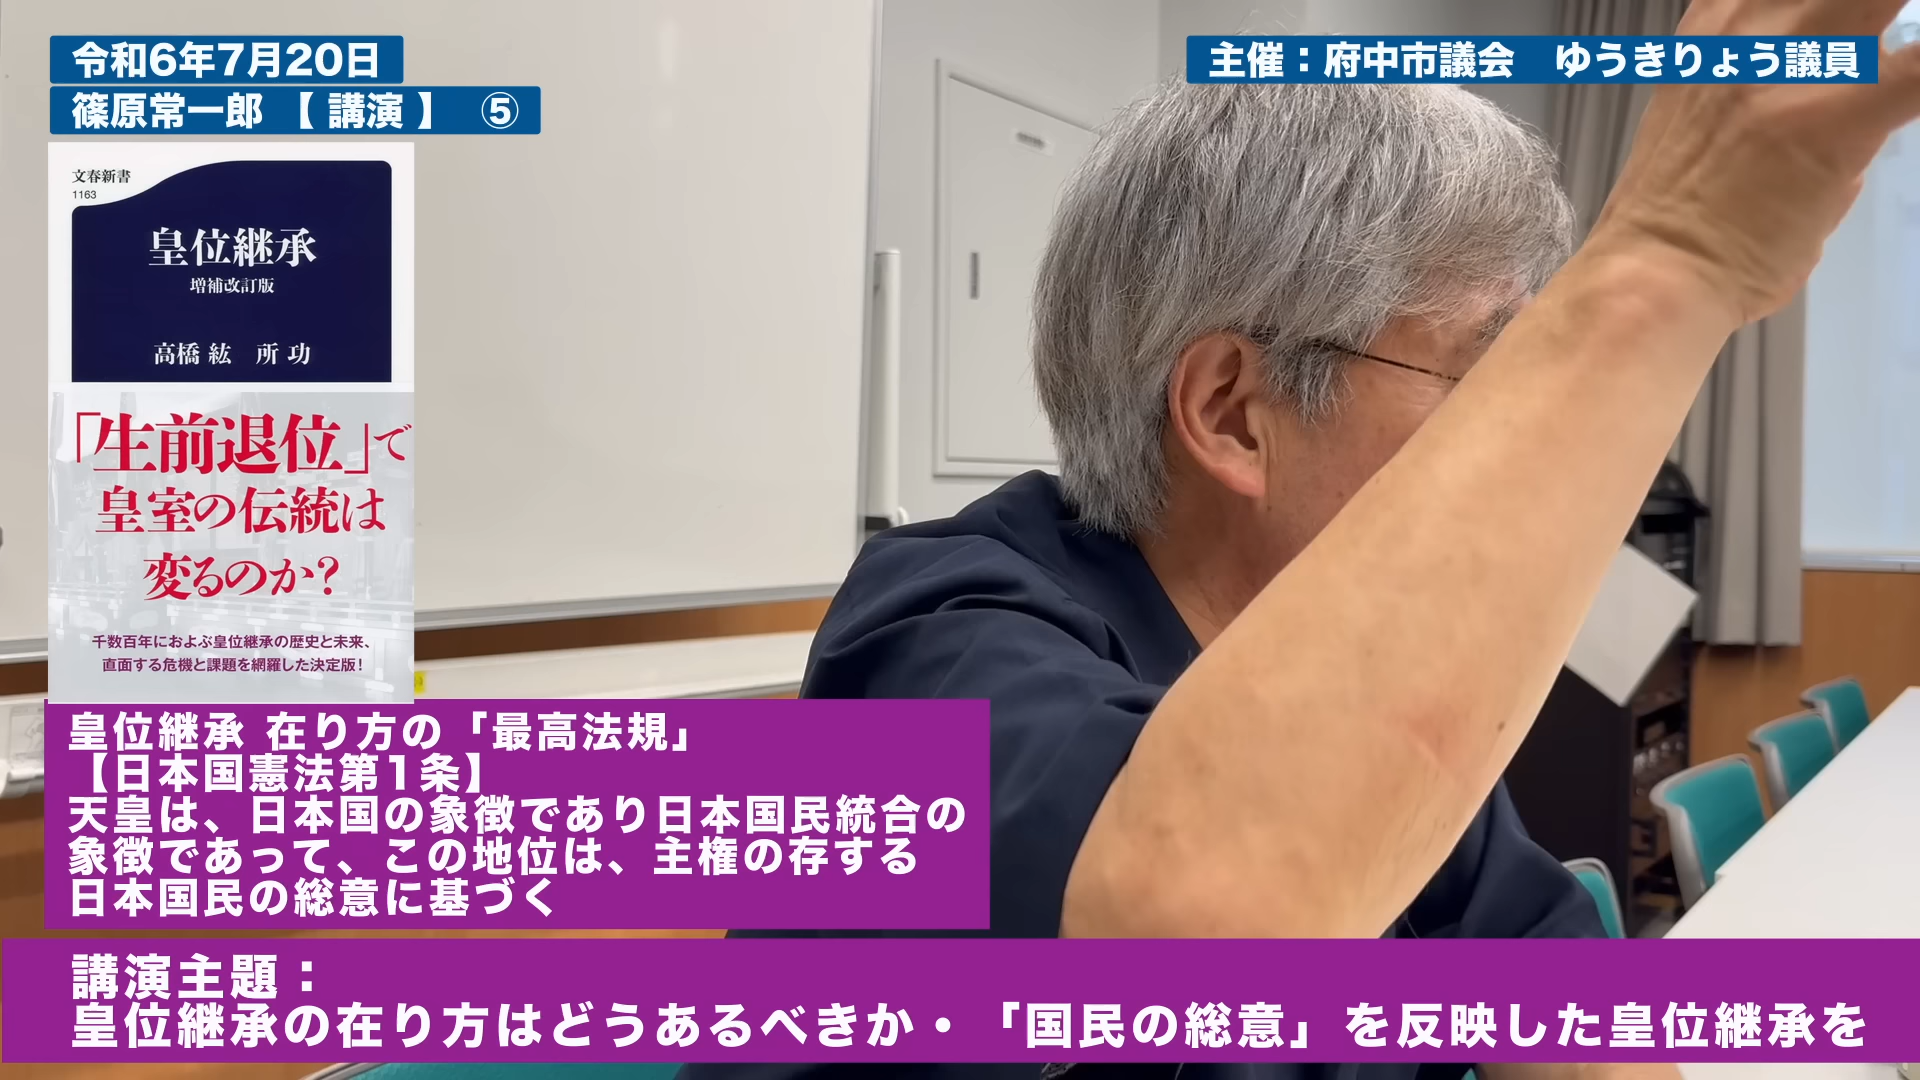 令和6年7月20日
篠原常一郎 【 講演 】 ⑤
主催：府中市議会　ゆうきりょう議員
文春新書
1163
皇位継承
増補改訂版
高橋 紘　所 功
「生前退位」で
皇室の伝統は
変るのか?
千数百年におよぶ皇位継承の歴史と未来、
直面する危機と課題を網羅した決定版!
皇位継承 在り方の「最高法規」
【日本国憲法第1条】
天皇は、日本国の象徴であり日本国民統合の
象徴であって、この地位は、主権の存する
日本国民の総意に基づく
講演主題：
皇位継承の在り方はどうあるべきか・「国民の総意」を反映した皇位継承を